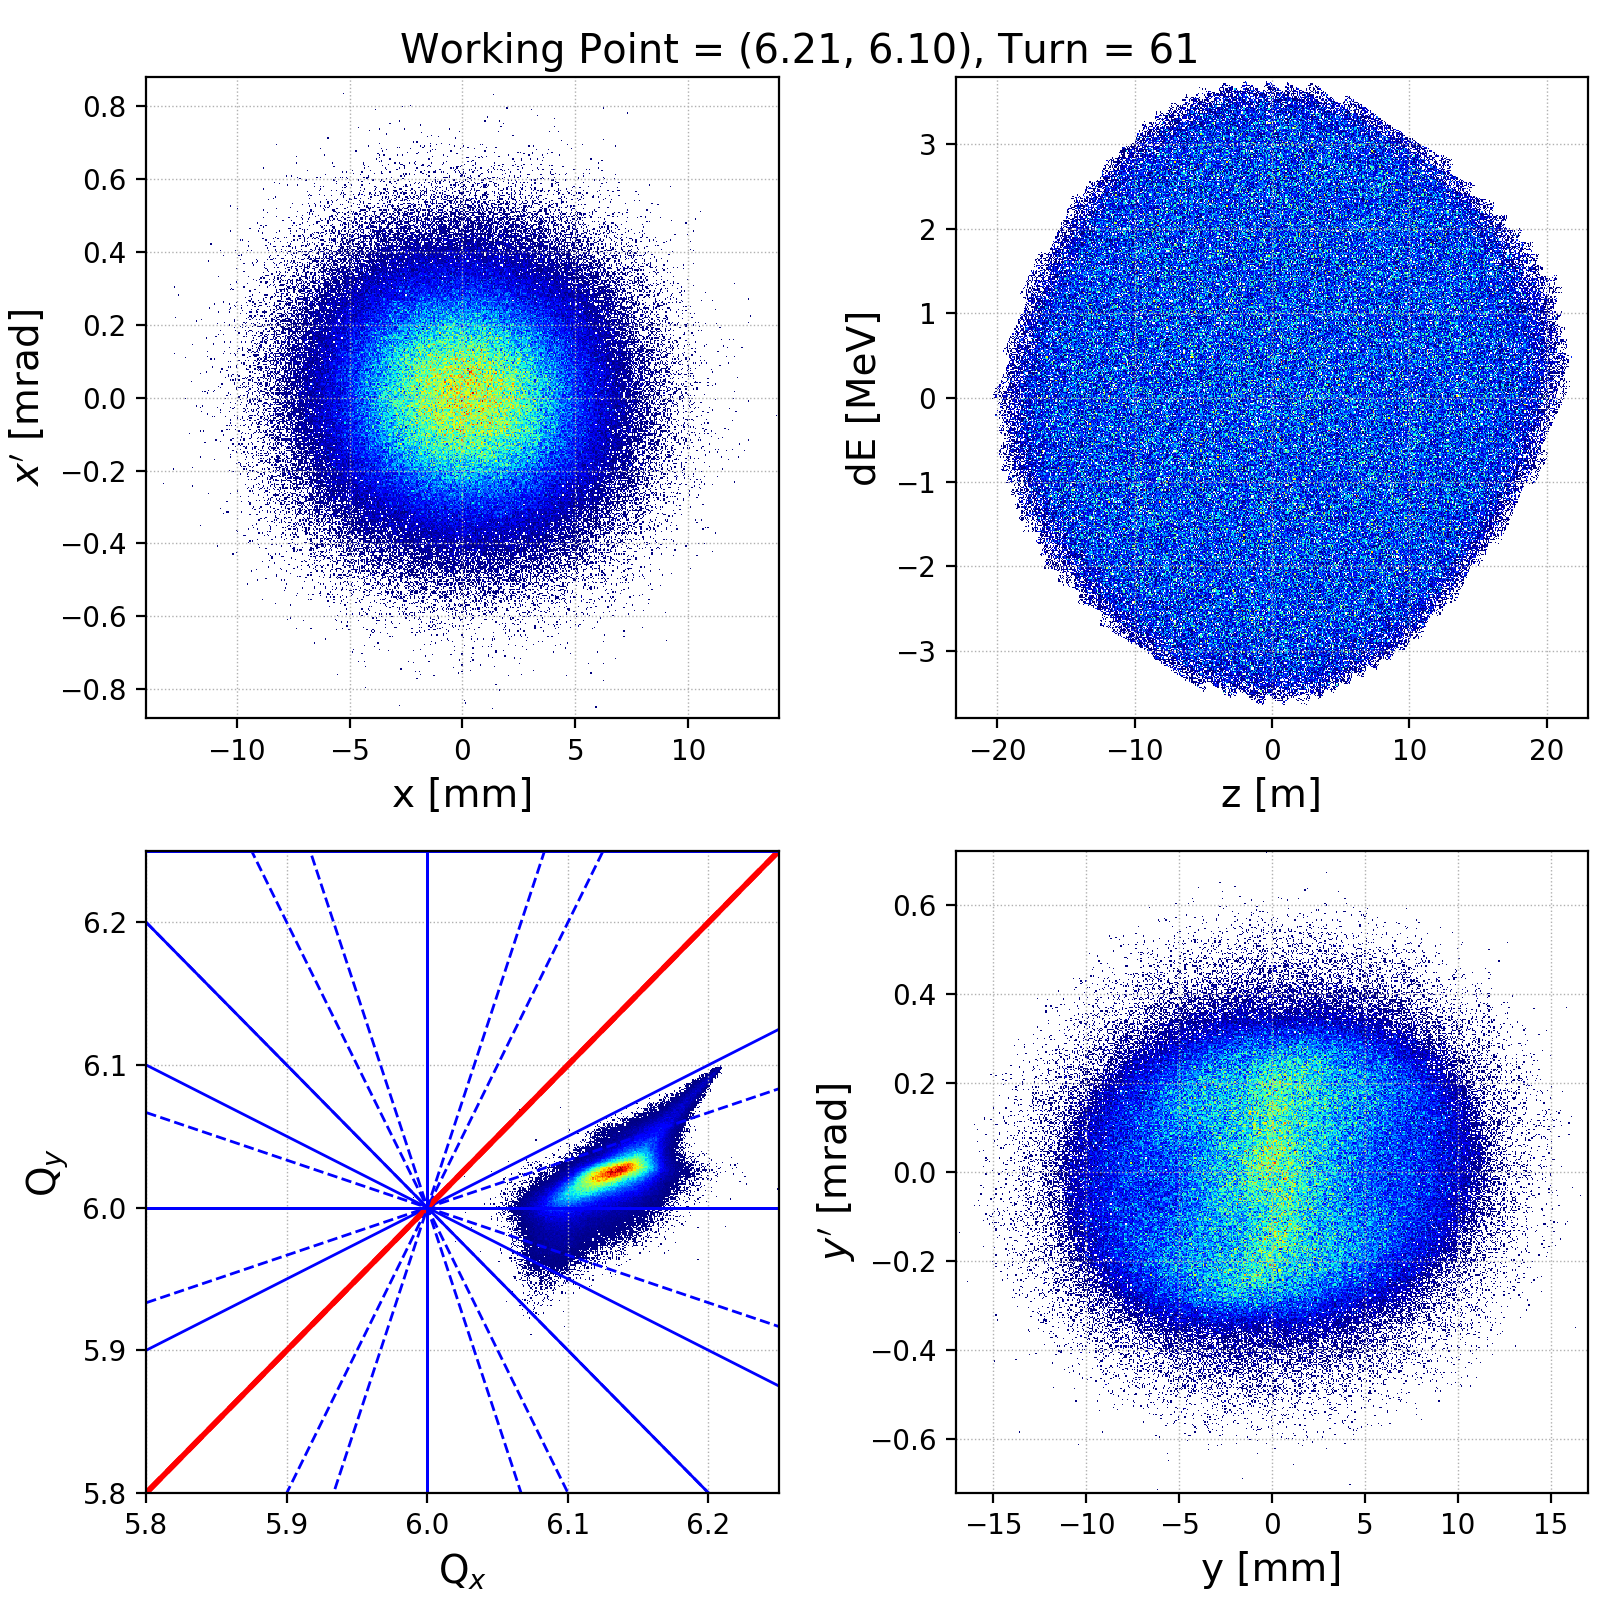 Working Point = (6.21, 6.10), Turn = 61
0.8
0.6
0.4
0.2
0.0
−0.2
−0.4
−0.6
−0.8
x′ [mrad]
−10 −5 0 5 10
x [mm]
3
2
1
0
−1
−2
−3
dE [MeV]
−20 −10 0 10 20
z [m]
6.2
6.1
6.0
5.9
5.8
Qy
5.8 5.9 6.0 6.1 6.2
Qx
0.6
0.4
0.2
0.0
−0.2
−0.4
−0.6
y′ [mrad]
−15 −10 −5 0 5 10 15
y [mm]